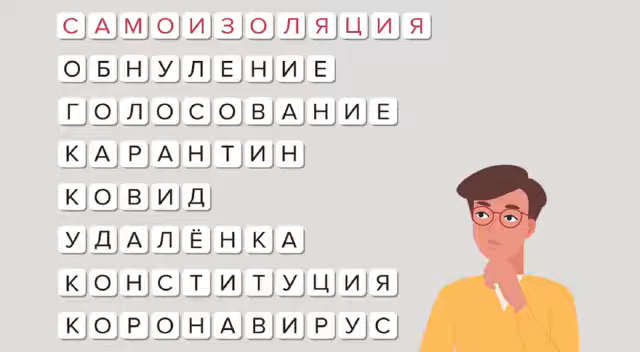 САМОИЗОЛЯЦИЯ
ОБНУЛЕНИЕ
ГОЛОСОВАНИЕ
КАРАНТИН
КОВИД
УДАЛЁНКА
КОНСТИТУЦИЯ
КОРОНАВИРУС